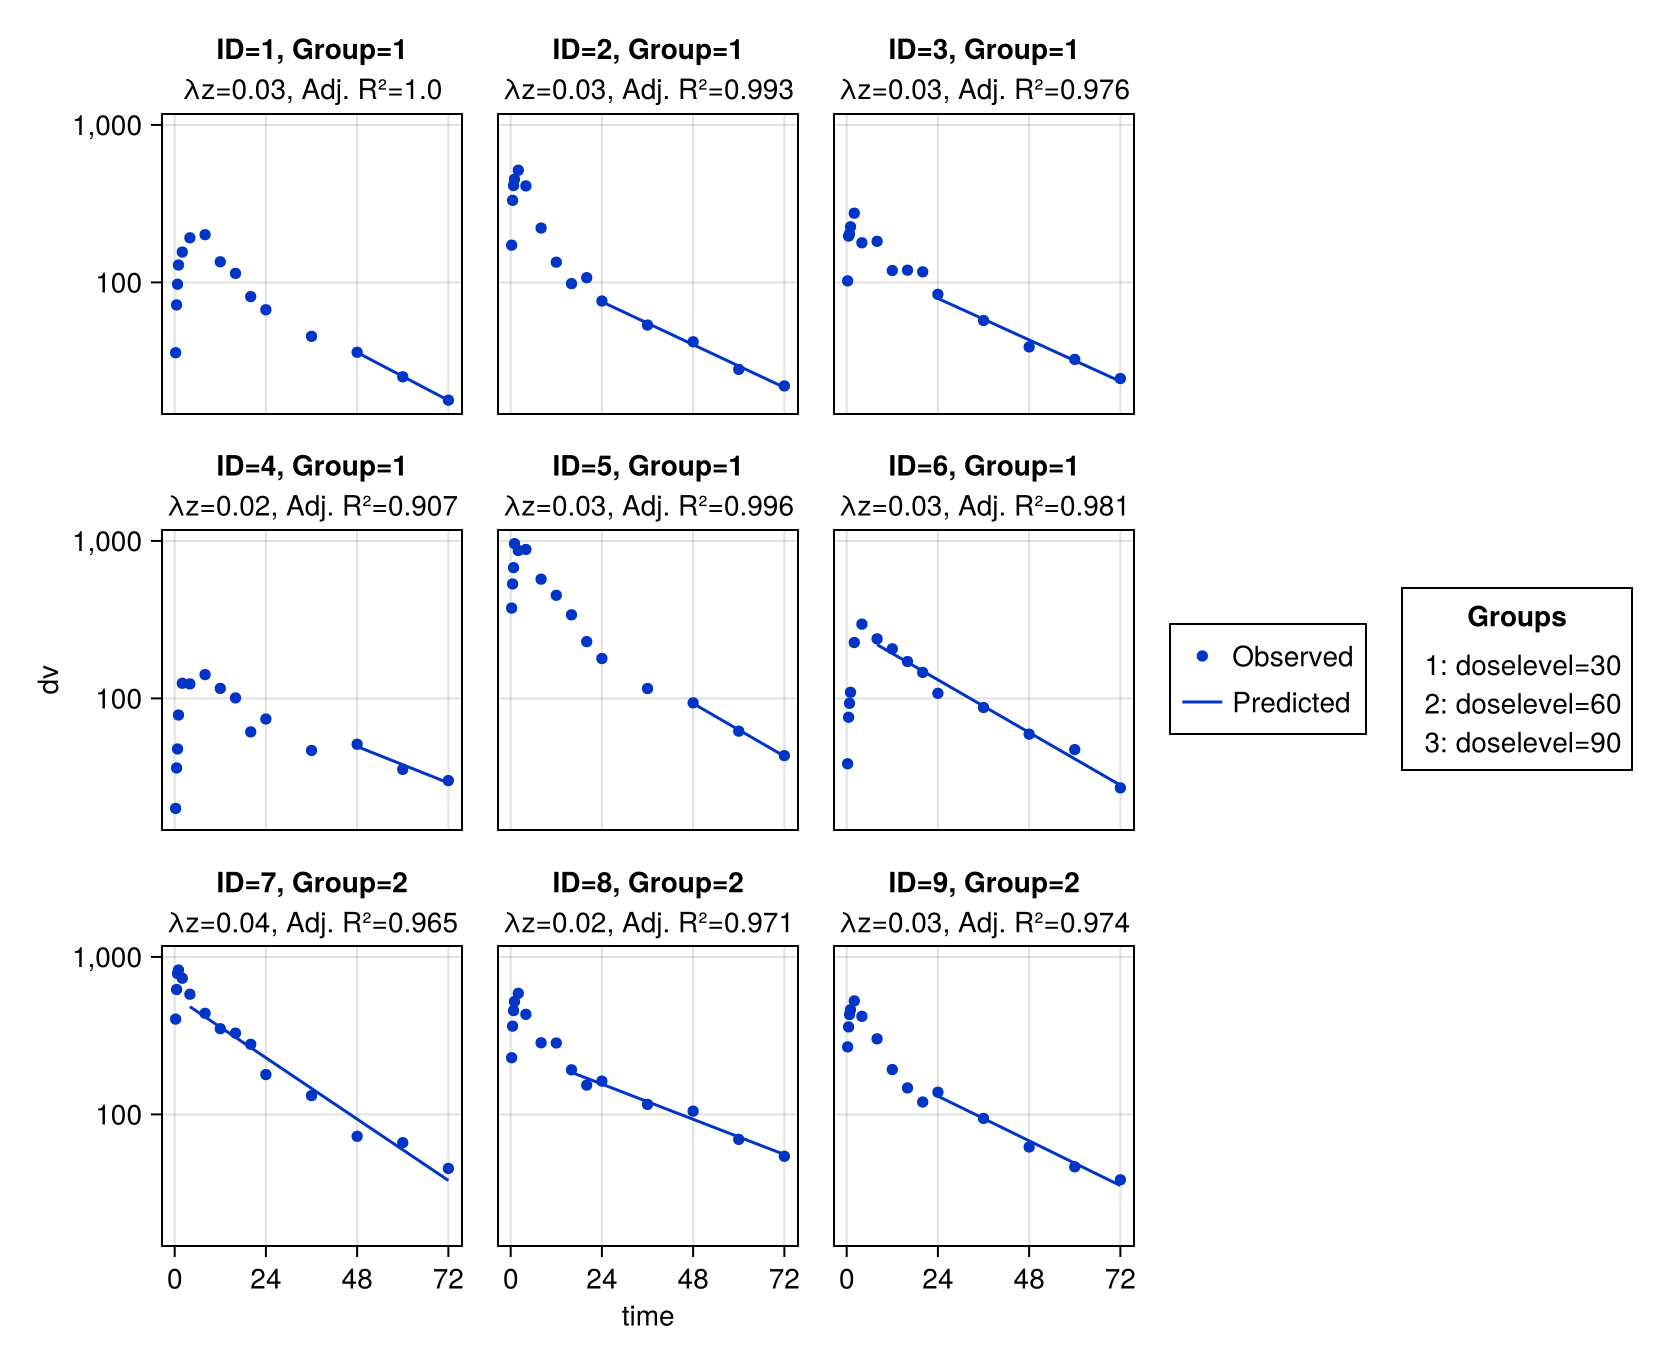 ID=1, Group=1
λz=0.03, Adj. R²=1.0
ID=2, Group=1
λz=0.03, Adj. R²=0.993
ID=3, Group=1
λz=0.03, Adj. R²=0.976
1,000
100
ID=4, Group=1
λz=0.02, Adj. R²=0.907
ID=5, Group=1
λz=0.03, Adj. R²=0.996
ID=6, Group=1
λz=0.03, Adj. R²=0.981
1,000
100
dv
ID=7, Group=2
λz=0.04, Adj. R²=0.965
ID=8, Group=2
λz=0.02, Adj. R²=0.971
ID=9, Group=2
λz=0.03, Adj. R²=0.974
1,000
100
0 24 48 72
0 24 48 72
0 24 48 72
time
Observed
Predicted
Groups
1: doselevel=30
2: doselevel=60
3: doselevel=90